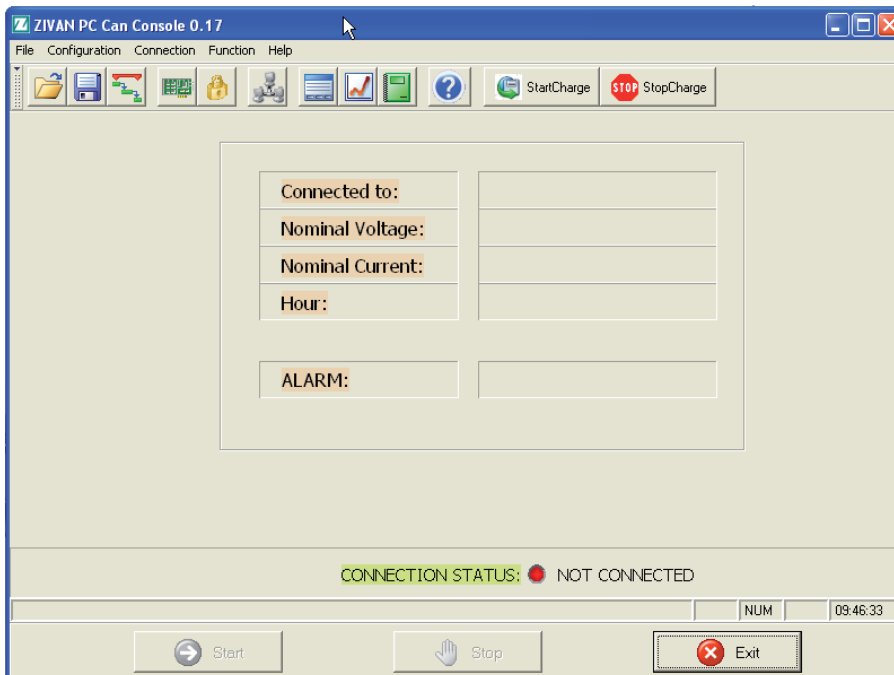 ZIVAN PC Can Console 0.17
File Configuration Connection Function Help
StartCharge STOP StopCharge
Connected to:
Nominal Voltage:
Nominal Current:
Hour:
ALARM:
CONNECTION STATUS: NOT CONNECTED
NUM 09:46:33
Start Stop Exit